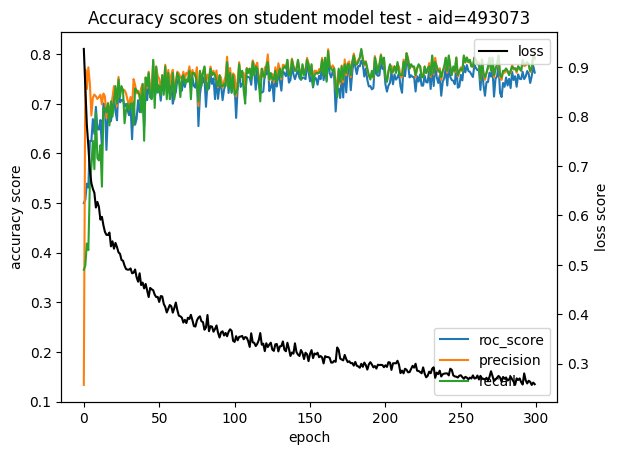 Accuracy scores on student model test - aid=493073
accuracy score
0.8
0.7
0.6
0.5
0.4
0.3
0.2
0.1
0
50
100
150
200
250
300
epoch
0.9
0.8
0.7
0.6
0.5
0.4
0.3
loss score
loss
roc_score
precision
recall